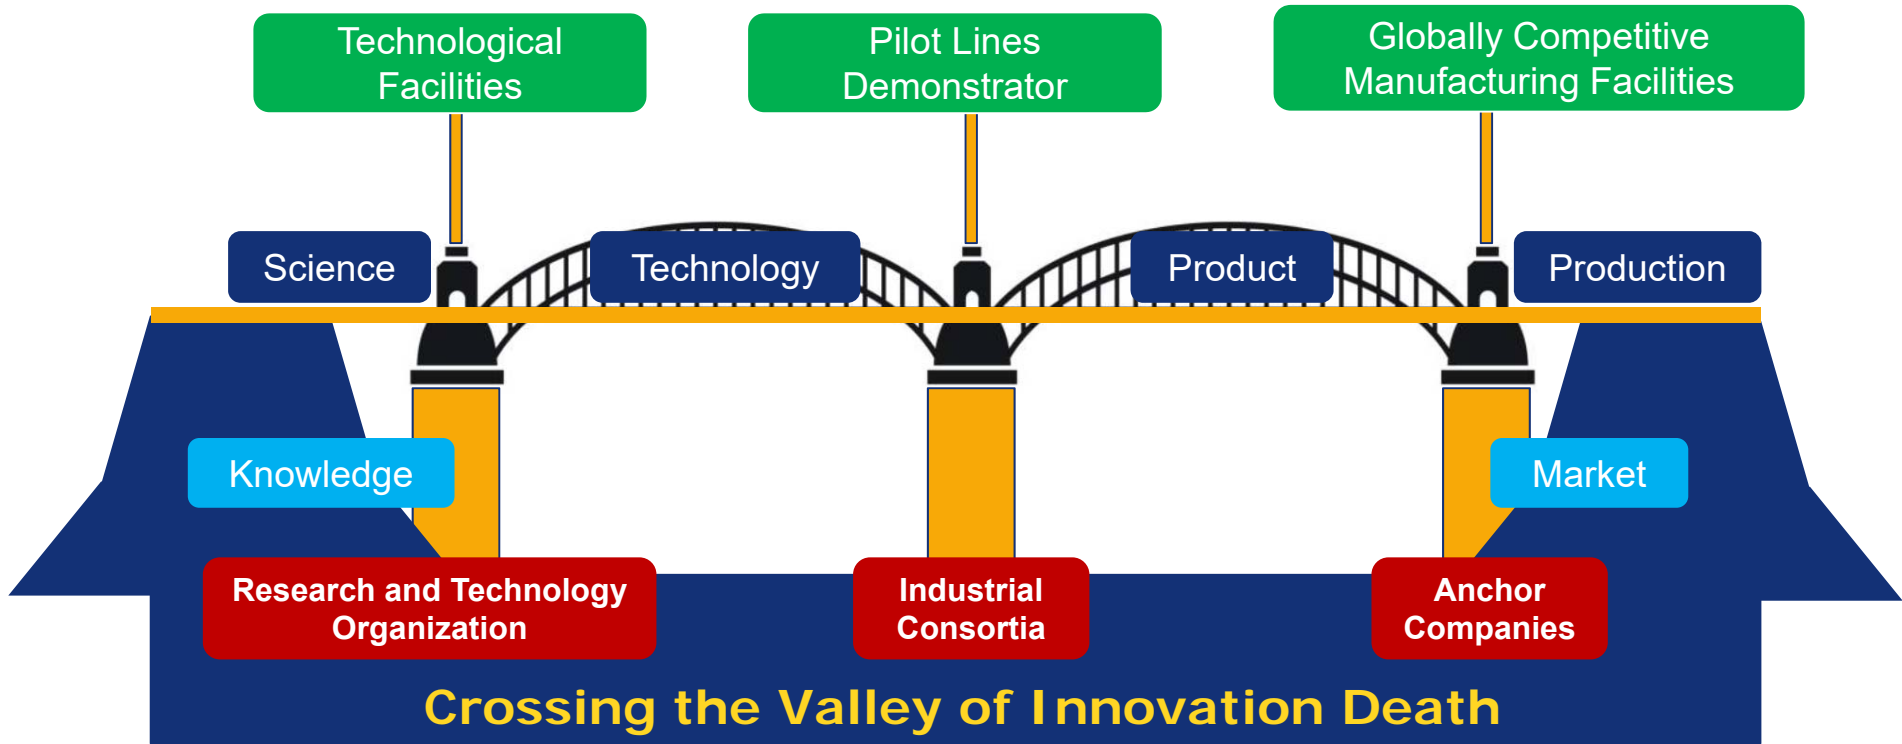 Technological
Facilities
Pilot Lines
Demonstrator
Globally Competitive
Manufacturing Facilities
Science
Technology
Product
Production
Knowledge
Market
Research and Technology
Organization
Industrial
Consortia
Anchor
Companies
Crossing the Valley of Innovation Death